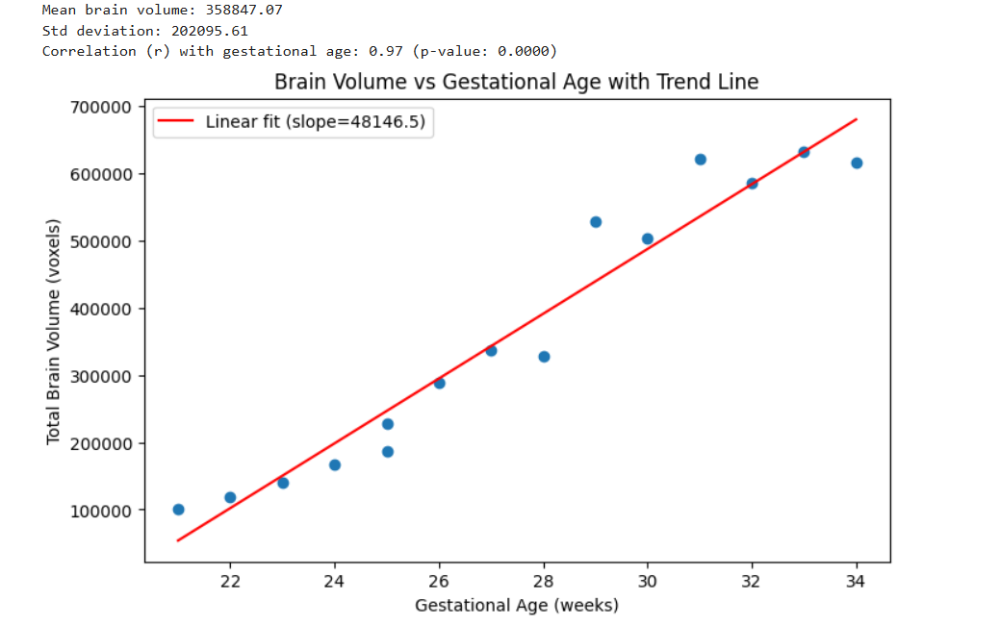 Mean brain volume: 358847.07
Std deviation: 202095.61
Correlation (r) with gestational age: 0.97 (p-value: 0.0000)
Brain Volume vs Gestational Age with Trend Line
Linear fit (slope=48146.5)
Total Brain Volume (voxels)
700000
600000
500000
400000
300000
200000
100000
22 24 26 28 30 32 34
Gestational Age (weeks)